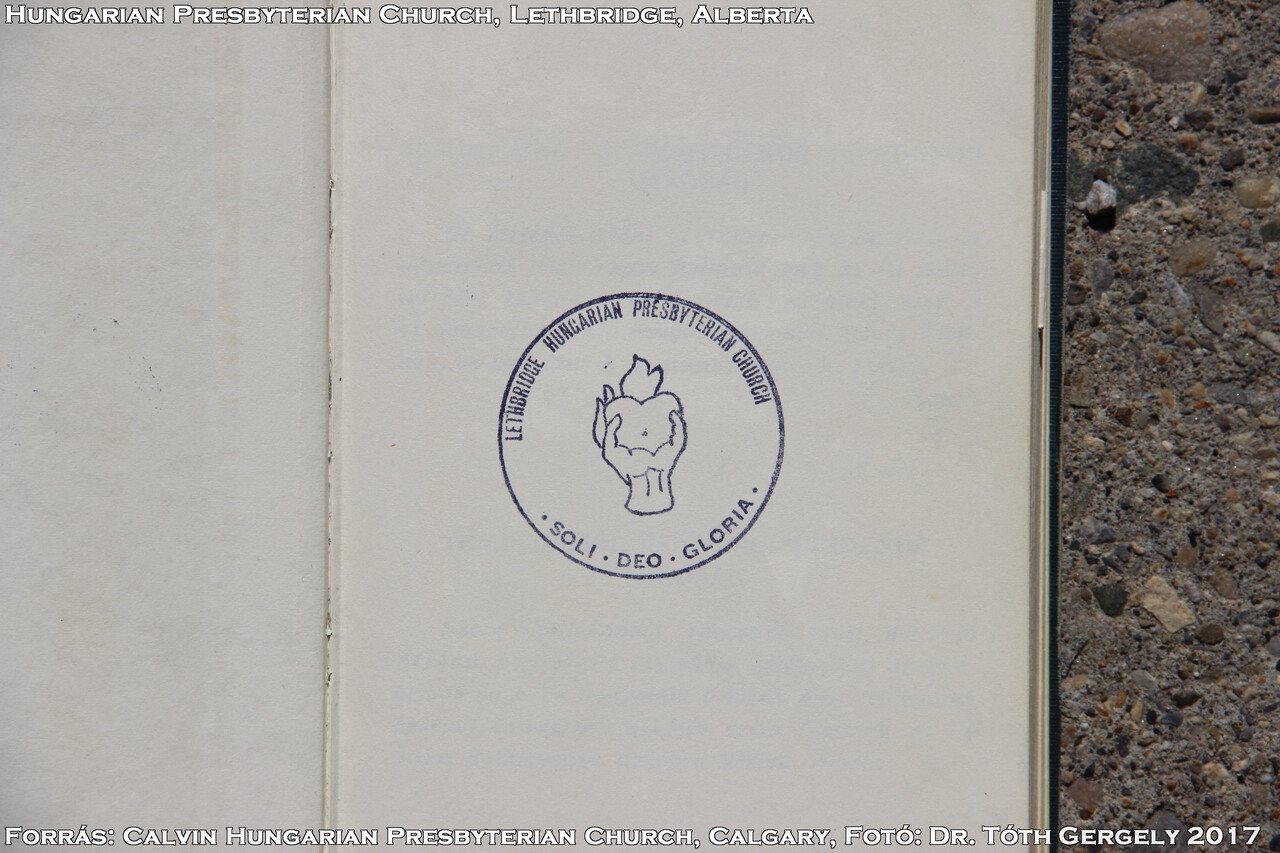 Hungarian Presbyterian Church, Lethbridge, Alberta
LETHBRIDGE HUNGARIAN PRESBYTERIAN CHURCH
· SOLI · DEO · GLORIA ·
Forrás: Calvin Hungarian Presbyterian Church, Calgary, Fotó: Dr. Tóth Gergely 2017